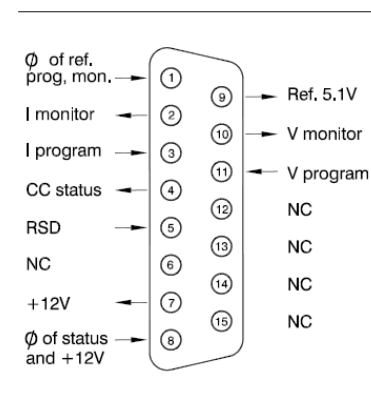 Ø of ref.
prog, mon.
1
I monitor
2
I program
3
CC status
4
RSD
5
NC
6
+12V
7
Ø of status
and +12V
8
9
Ref. 5.1V
10
V monitor
11
V program
12
NC
13
NC
14
NC
15
NC